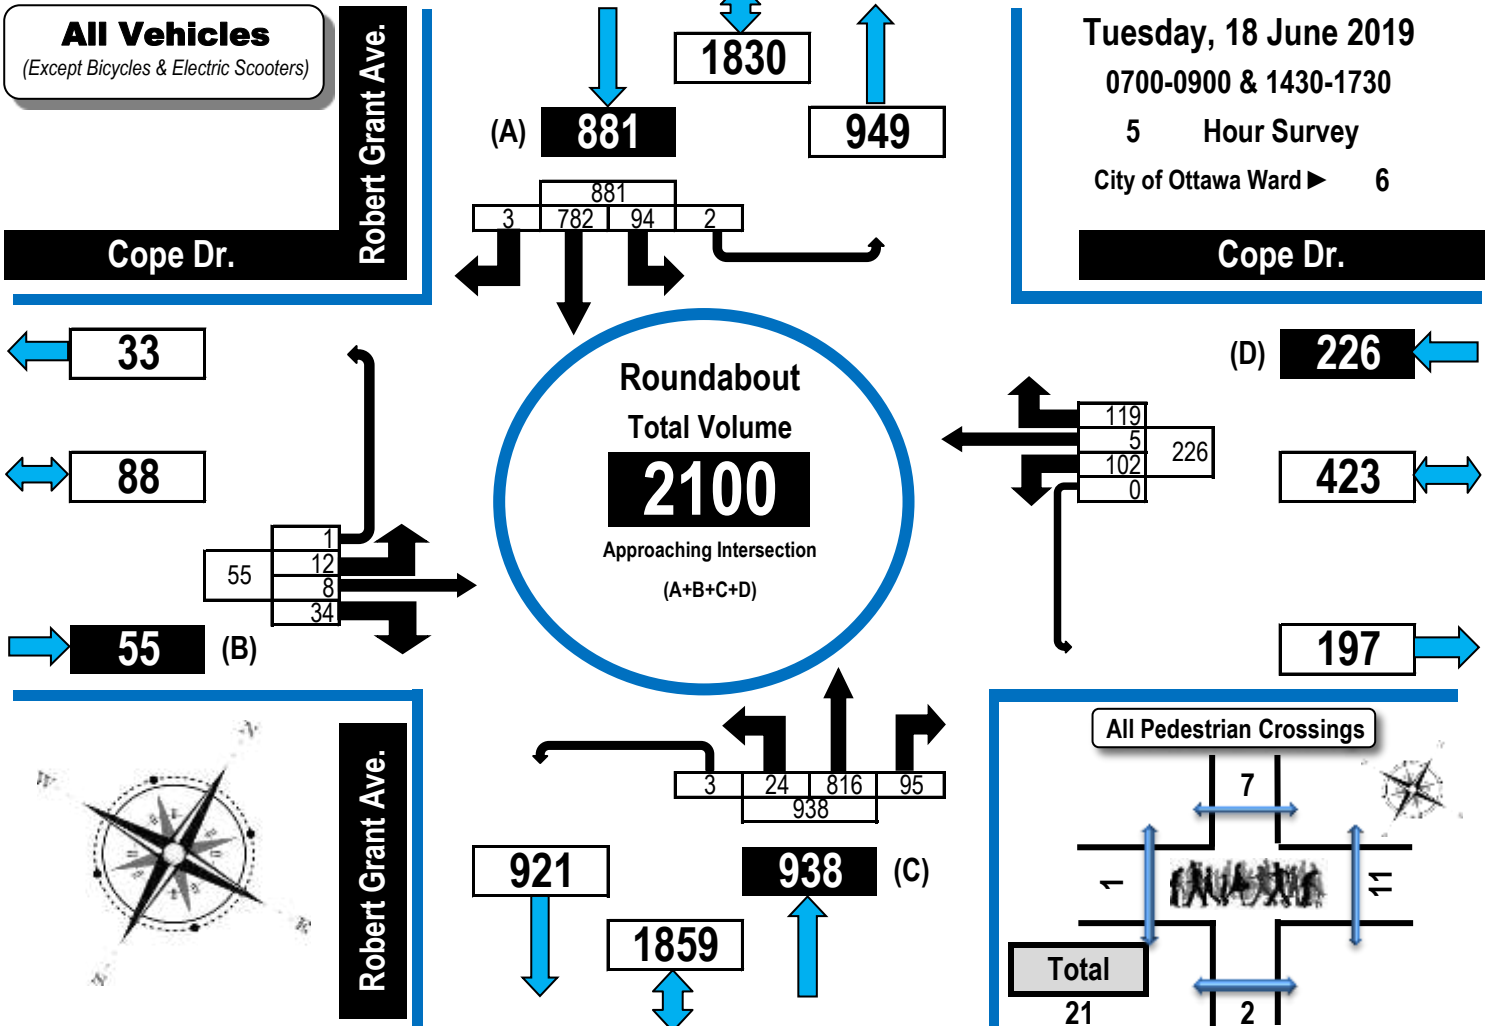 All Vehicles
(Except Bicycles & Electric Scooters)
Robert Grant Ave.
Cope Dr.
1830
(A) 881
949
881
3 782 94 2
Tuesday, 18 June 2019
0700-0900 & 1430-1730
5 Hour Survey
City of Ottawa Ward ► 6
Cope Dr.
33
88
1
12
55
8
34
55 (B)
Roundabout
Total Volume
2100
Approaching Intersection
(A+B+C+D)
(D) 226
119
5
226
102
0
423
197
N
W
E
S
Robert Grant Ave.
3 24 816 95
938
921
938 (C)
1859
All Pedestrian Crossings
7
1
11
Total
21
2